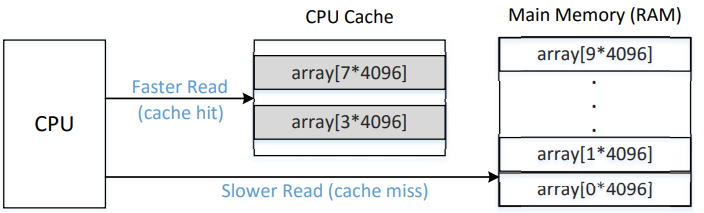 CPU Cache
Main Memory (RAM)
CPU
Faster Read
(cache hit)
array[7*4096]
array[3*4096]
Slower Read (cache miss)
array[9*4096]
.
.
.
array[1*4096]
array[0*4096]